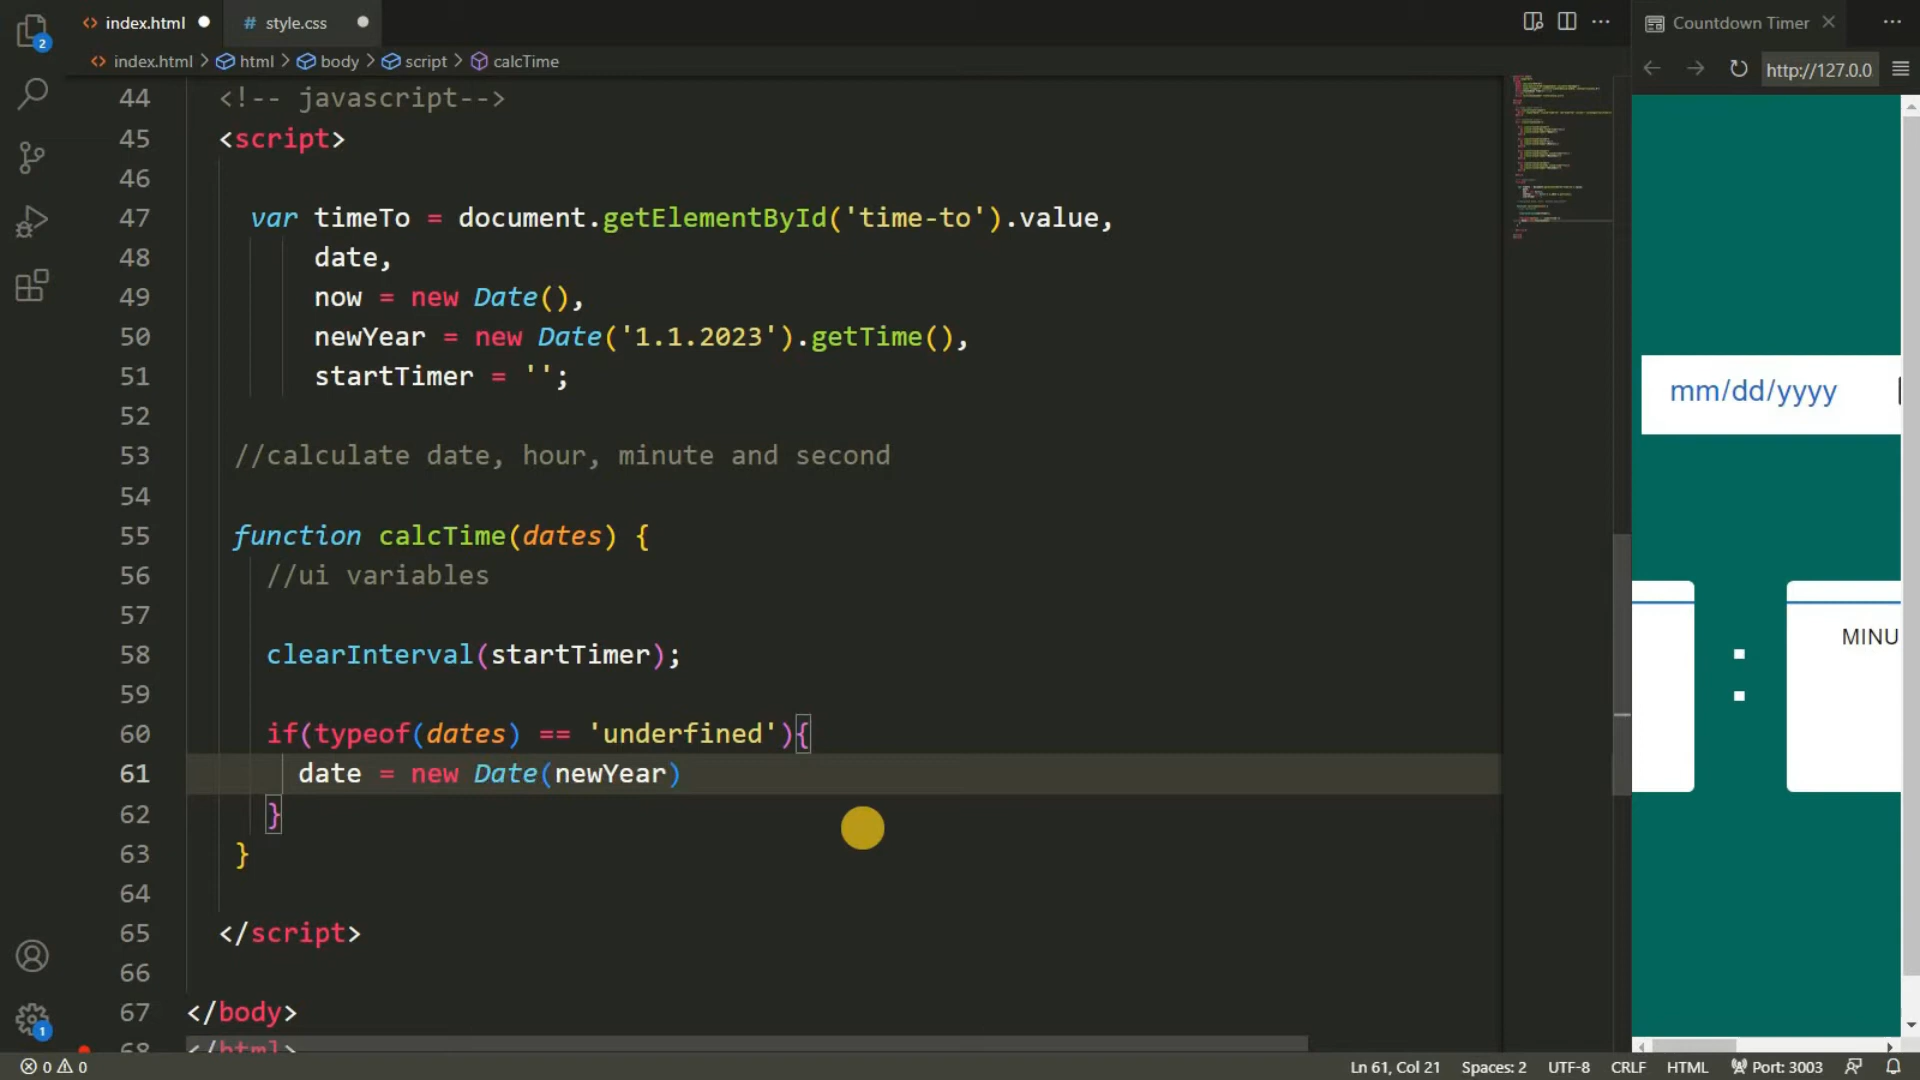 index.html
# style.css
Countdown Timer
index.html > html > body > script > calcTime
http://127.0.0
2
44 <!-- javascript-->
45 <script>
46
47 var timeTo = document.getElementById('time-to').value,
48 date,
49 now = new Date(),
50 newYear = new Date('1.1.2023').getTime(),
51 startTimer = '';
52
53 //calculate date, hour, minute and second
54
55 function calcTime(dates) {
56 //ui variables
57
58 clearInterval(startTimer);
59
60 if(typeof(dates) == 'underfined'){
61 date = new Date(newYear)
62 }
63 }
64
65 </script>
66
67 </body>
68 </html>
mm/dd/yyyy
:
MINU
1
0 0
Ln 61, Col 21
Spaces: 2
UTF-8
CRLF
HTML
Port: 3003